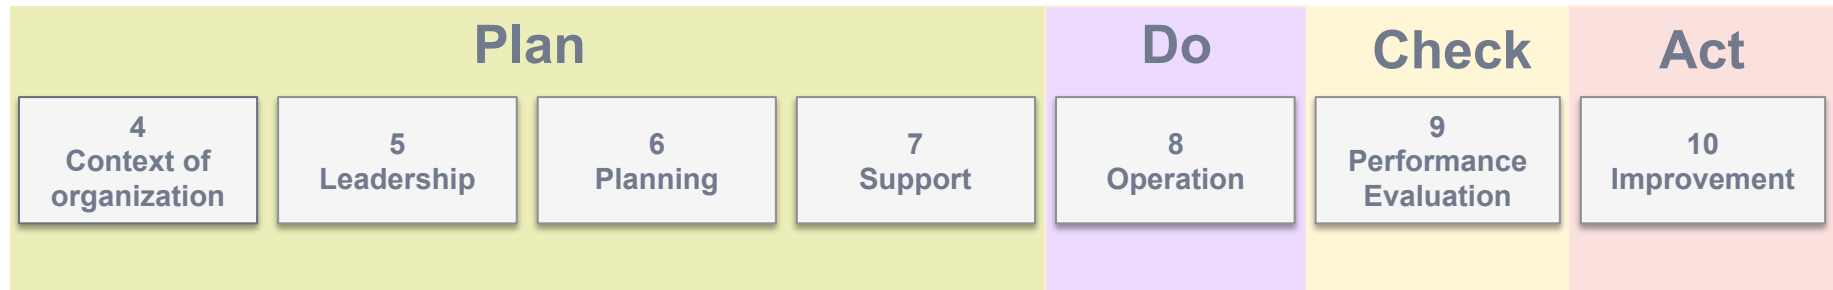 Plan
Do
Check
Act
4
Context of
organization
5
Leadership
6
Planning
7
Support
8
Operation
9
Performance
Evaluation
10
Improvement